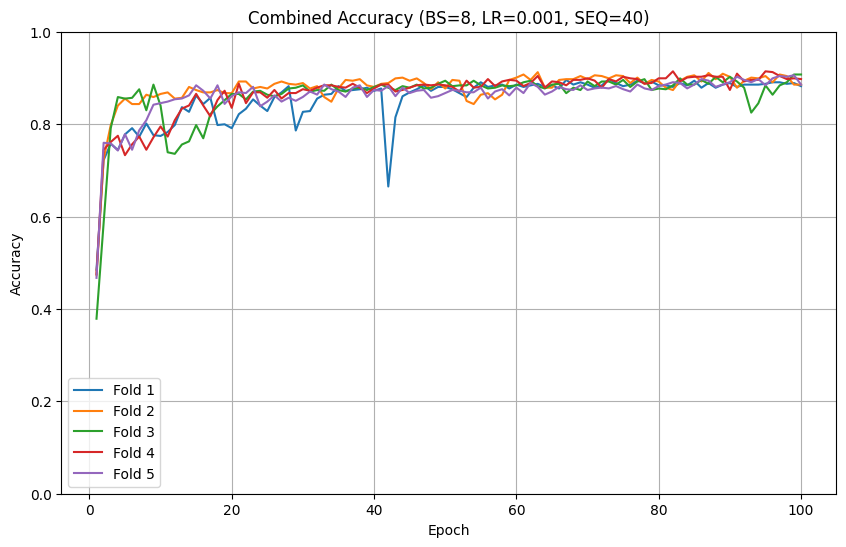 Combined Accuracy (BS=8, LR=0.001, SEQ=40)
1.0
0.8
0.6
0.4
0.2
0.0
Accuracy
Fold 1
Fold 2
Fold 3
Fold 4
Fold 5
0 20 40 60 80 100
Epoch